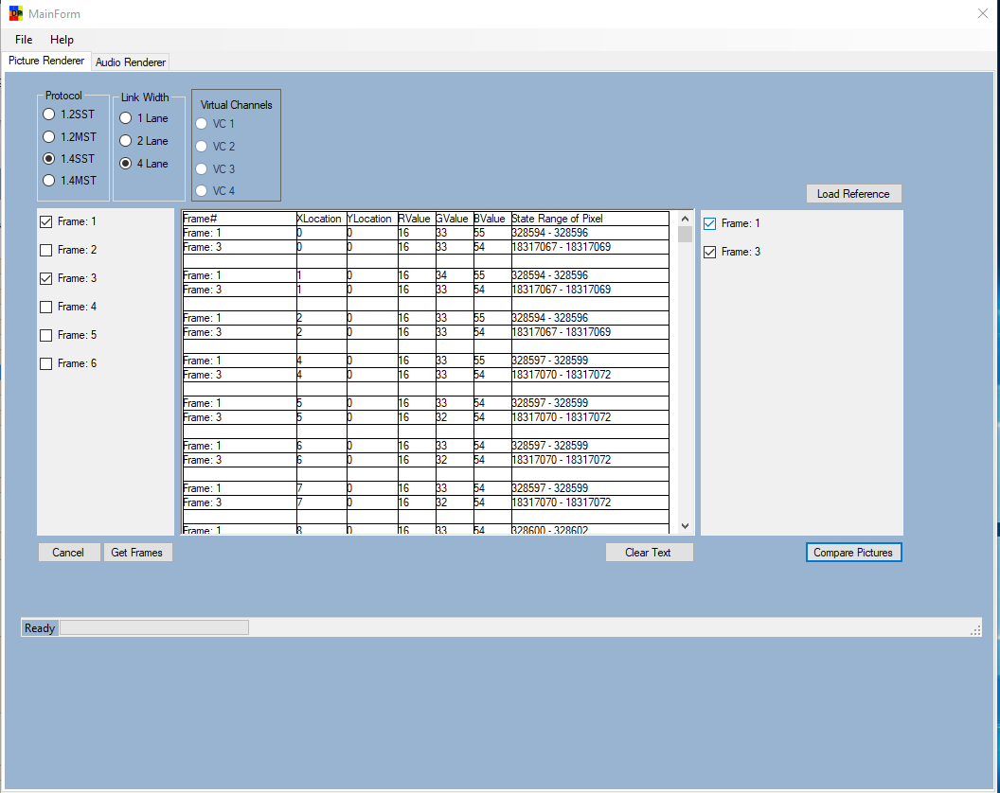 MainForm
File Help
Picture Renderer Audio Renderer
Protocol
1.2SST
1.2MST
1.4SST
1.4MST
Link Width
1 Lane
2 Lane
4 Lane
Virtual Channels
VC 1
VC 2
VC 3
VC 4
Load Reference
Frame: 1
Frame: 2
Frame: 3
Frame: 4
Frame: 5
Frame: 6
Frame# XLocation YLocation RValue GValue BValue State Range of Pixel
Frame: 1 0 0 16 33 55 328594 - 328596
Frame: 3 0 0 16 33 54 18317067 - 18317069
Frame: 1 1 0 16 34 55 328594 - 328596
Frame: 3 1 0 16 33 54 18317067 - 18317069
Frame: 1 2 0 16 33 55 328594 - 328596
Frame: 3 2 0 16 33 54 18317067 - 18317069
Frame: 1 4 0 16 33 55 328597 - 328599
Frame: 3 4 0 16 33 54 18317070 - 18317072
Frame: 1 5 0 16 33 54 328597 - 328599
Frame: 3 5 0 16 32 54 18317070 - 18317072
Frame: 1 6 0 16 33 54 328597 - 328599
Frame: 3 6 0 16 32 54 18317070 - 18317072
Frame: 1 7 0 16 33 54 328597 - 328599
Frame: 3 7 0 16 32 54 18317070 - 18317072
Frame: 1 8 0 16 33 54 328600 - 328602
Frame: 1
Frame: 3
Cancel Get Frames Clear Text Compare Pictures
Ready